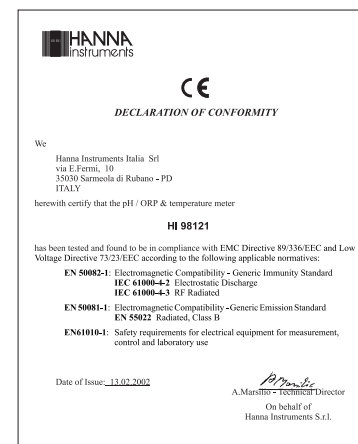 HANNA
instruments
CE
DECLARATION OF CONFORMITY
We
Hanna Instruments Italia Srl
via E.Fermi, 10
35030 Sarmeola di Rubano - PD
ITALY
herewith certify that the pH / ORP & temperature meter
HI 98121
has been tested and found to be in compliance with EMC Directive 89/336/EEC and Low
Voltage Directive 73/23/EEC according to the following applicable normatives:
EN 50082-1: Electromagnetic Compatibility - Generic Immunity Standard
IEC 61000-4-2 Electrostatic Discharge
IEC 61000-4-3 RF Radiated
EN 50081-1: Electromagnetic Compatibility - Generic Emission Standard
EN 55022 Radiated, Class B
EN61010-1: Safety requirements for electrical equipment for measurement,
control and laboratory use
Date of Issue: 13.02.2002
A.Marsilio - Technical Director
On behalf of
Hanna Instruments S.r.l.